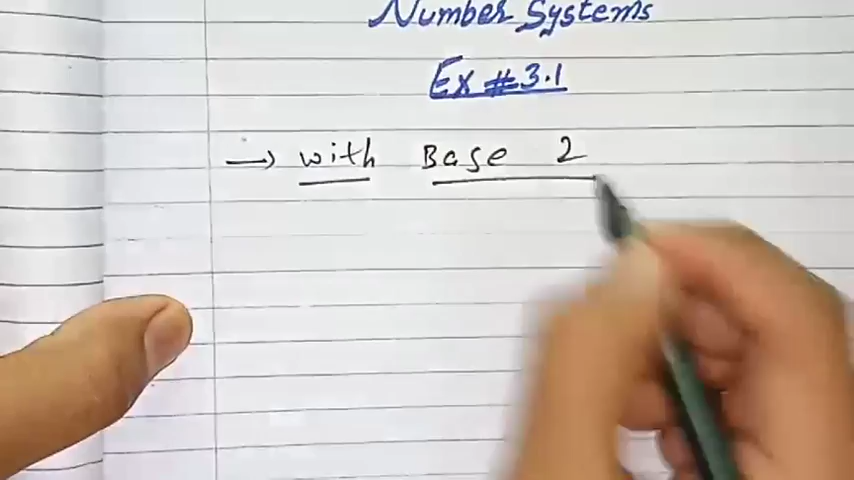 Number Systems
Ex # 3.1
→ with Base 2